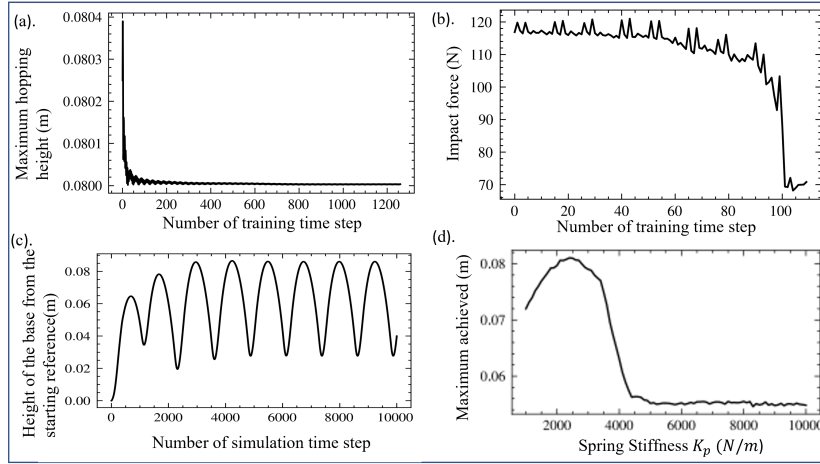 (a).
Maximum hopping
height (m)
0.0804
0.0803
0.0802
0.0801
0.0800
0 200 400 600 800 1000 1200
Number of training time step
(b).
Impact force (N)
120
110
100
90
80
70
0 20 40 60 80 100
Number of training time step
(c).
Height of the base from the
starting reference(m)
0.08
0.06
0.04
0.02
0.00
0 2000 4000 6000 8000 10000
Number of simulation time step
(d).
Maximum achieved (m)
0.08
0.07
0.06
2000 4000 6000 8000 10000
Spring Stiffness K_p (N/m)